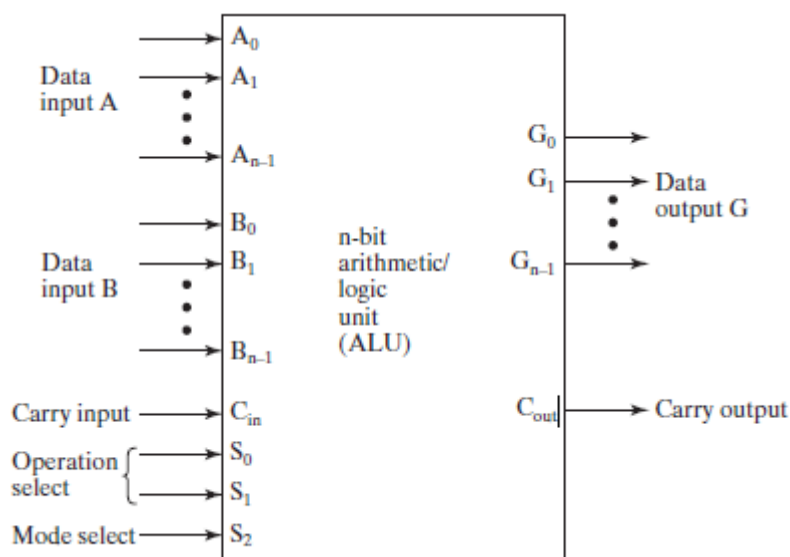 A₀
Data
input A
A₁
Aₙ₋₁
B₀
Data
input B
B₁
Bₙ₋₁
Carry input
Cᵢₙ
Operation
select
S₀
S₁
Mode select
S₂
n-bit
arithmetic/
logic
unit
(ALU)
G₀
G₁
Data
output G
Gₙ₋₁
Cₒᵤₜ
Carry output